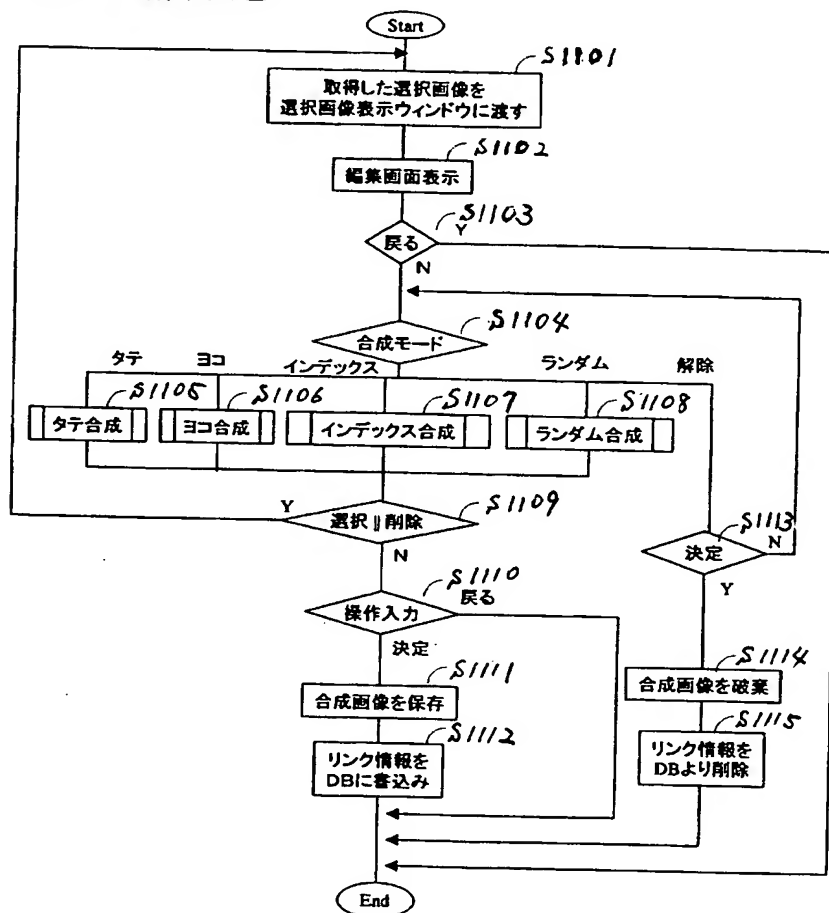 Start
S1101
取得した選択画像を
選択画像表示ウィンドウに渡す
S1102
編集画面表示
S1103
戻る
Y
N
S1104
合成モード
タテ
ヨコ
インデックス
ランダム
解除
S1105
S1106
S1107
S1108
タテ合成
ヨコ合成
インデックス合成
ランダム合成
S1109
Y
選択 || 削除
N
S1113
決定
N
Y
S1110
操作入力
戻る
決定
S1111
合成画像を保存
S1114
合成画像を破棄
S1112
リンク情報を
DBに書込み
S1115
リンク情報を
DBより削除
End